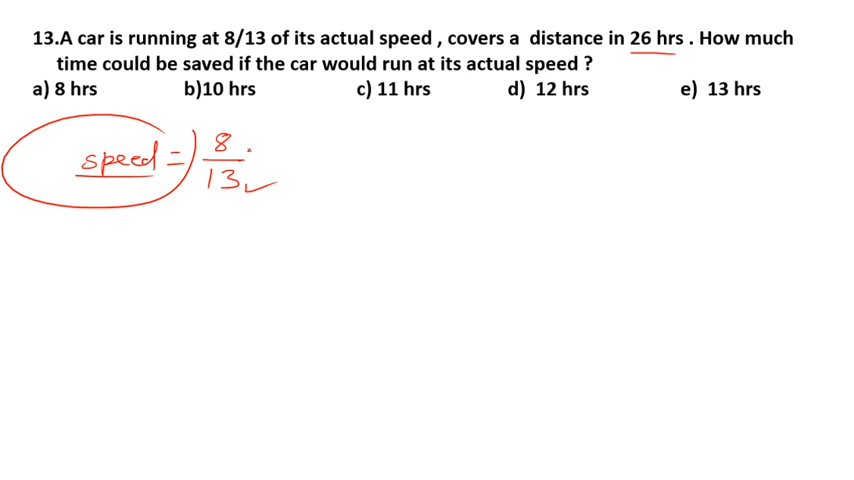 13.A car is running at 8/13 of its actual speed , covers a distance in 26 hrs . How much
time could be saved if the car would run at its actual speed ?
a) 8 hrs b)10 hrs c) 11 hrs d) 12 hrs e) 13 hrs
speed = 8/13